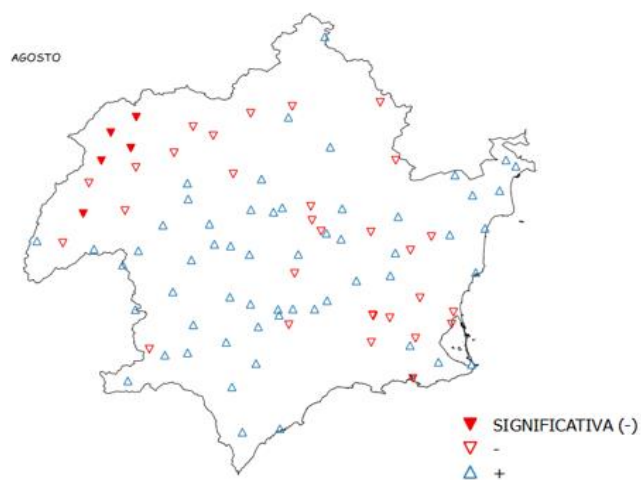 AGOSTO
SIGNIFICATIVA (-)
-
+